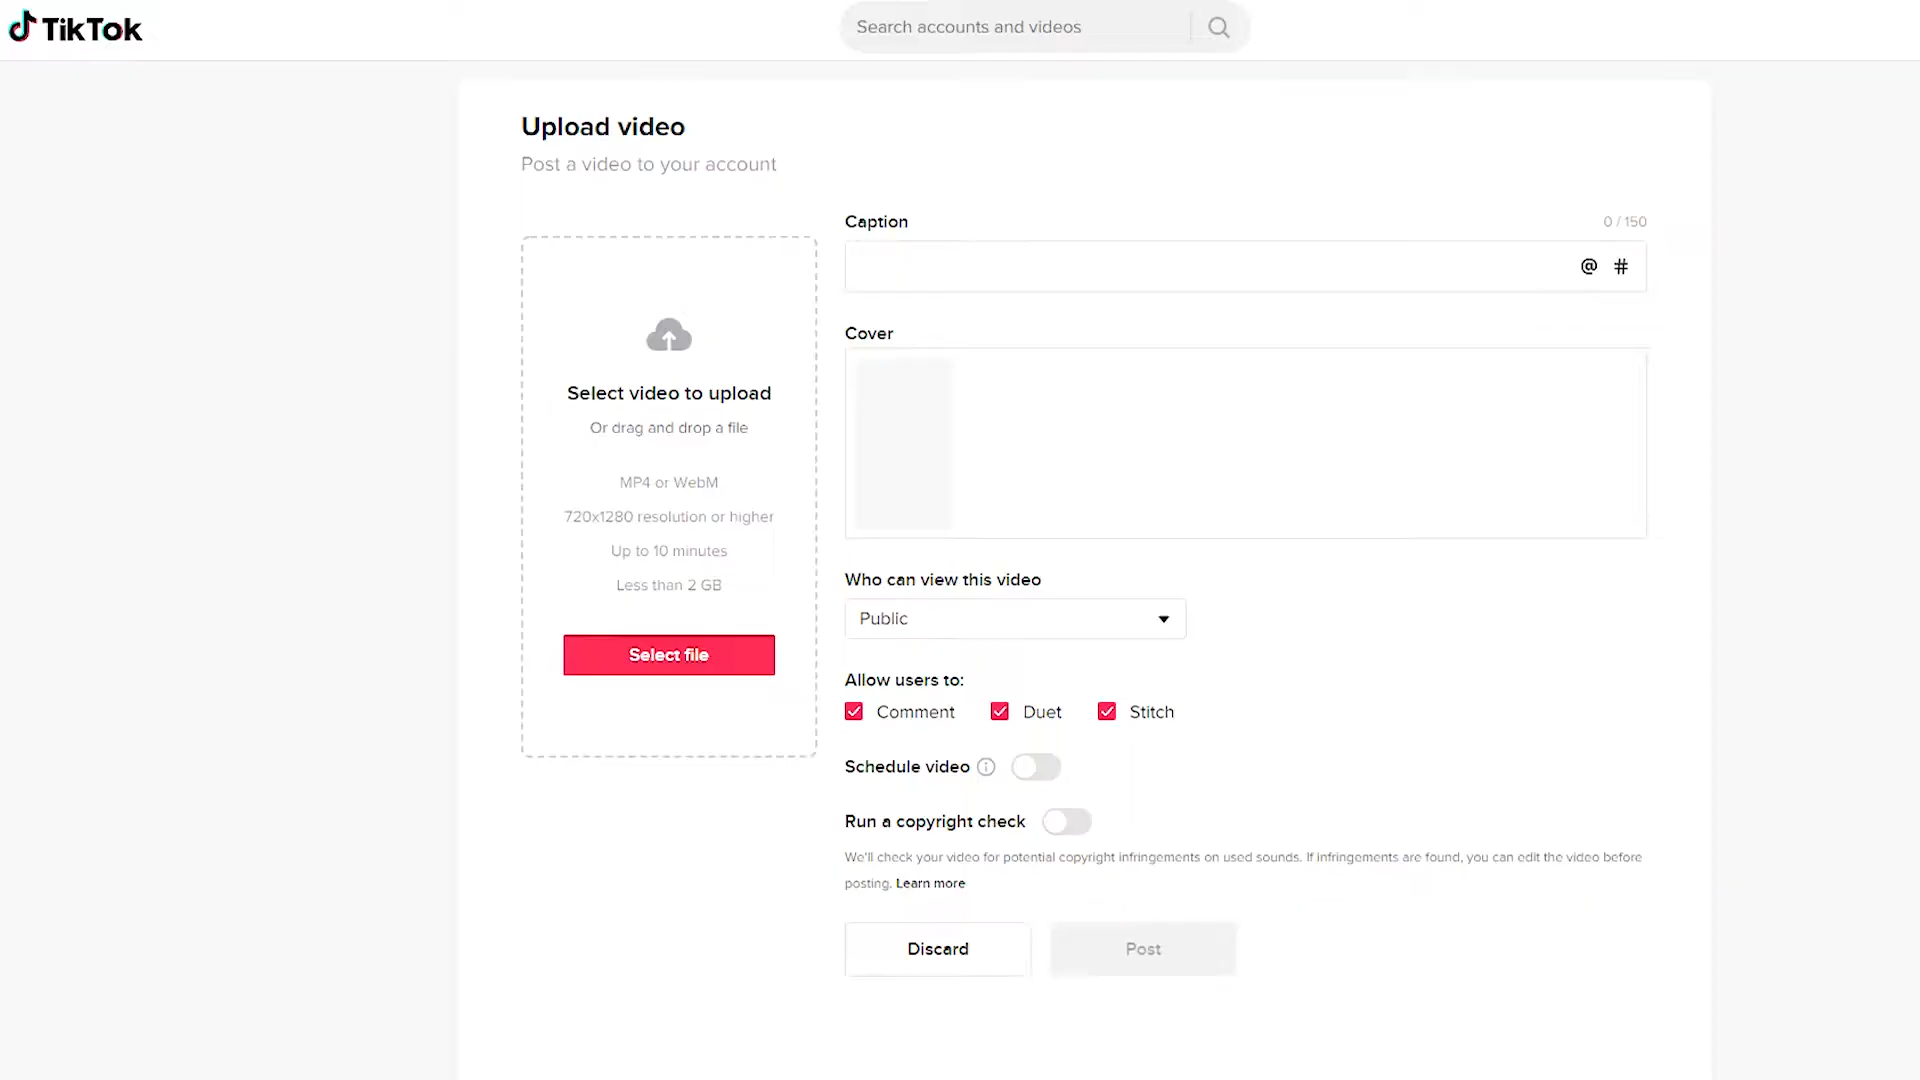 TikTok
Search accounts and videos
Upload video
Post a video to your account
Caption
0 / 150
@ #
Cover
Select video to upload
Or drag and drop a file
MP4 or WebM
720x1280 resolution or higher
Up to 10 minutes
Less than 2 GB
Select file
Who can view this video
Public
Allow users to:
Comment Duet Stitch
Schedule video
Run a copyright check
We'll check your video for potential copyright infringements on used sounds. If infringements are found, you can edit the video before
posting. Learn more
Discard Post